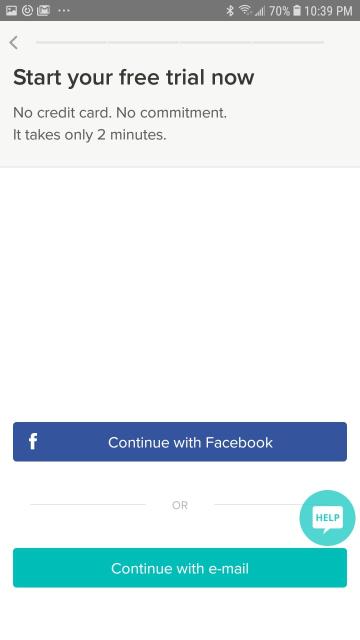 70% 10:39 PM
Start your free trial now
No credit card. No commitment.
It takes only 2 minutes.
f Continue with Facebook
OR
HELP
Continue with e-mail